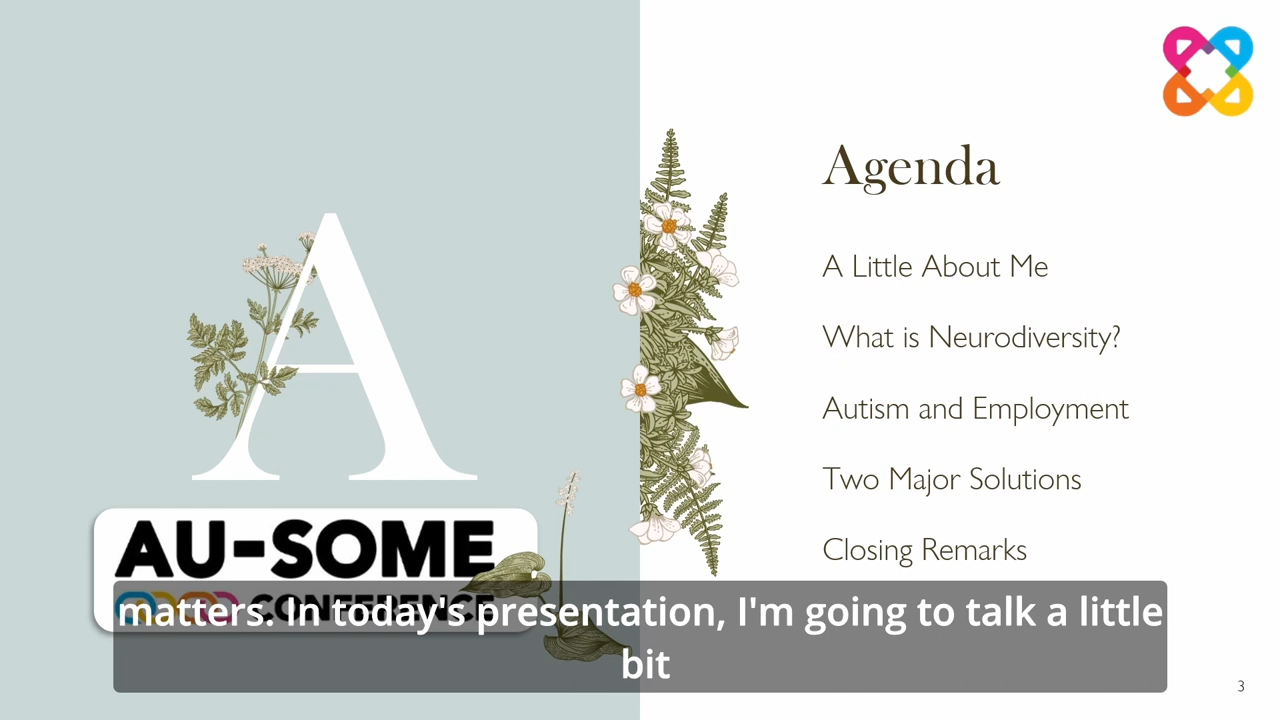 A
AU-SOME
CONFERENCE
Agenda
A Little About Me
What is Neurodiversity?
Autism and Employment
Two Major Solutions
Closing Remarks
matters. In today's presentation, I'm going to talk a little
bit
3